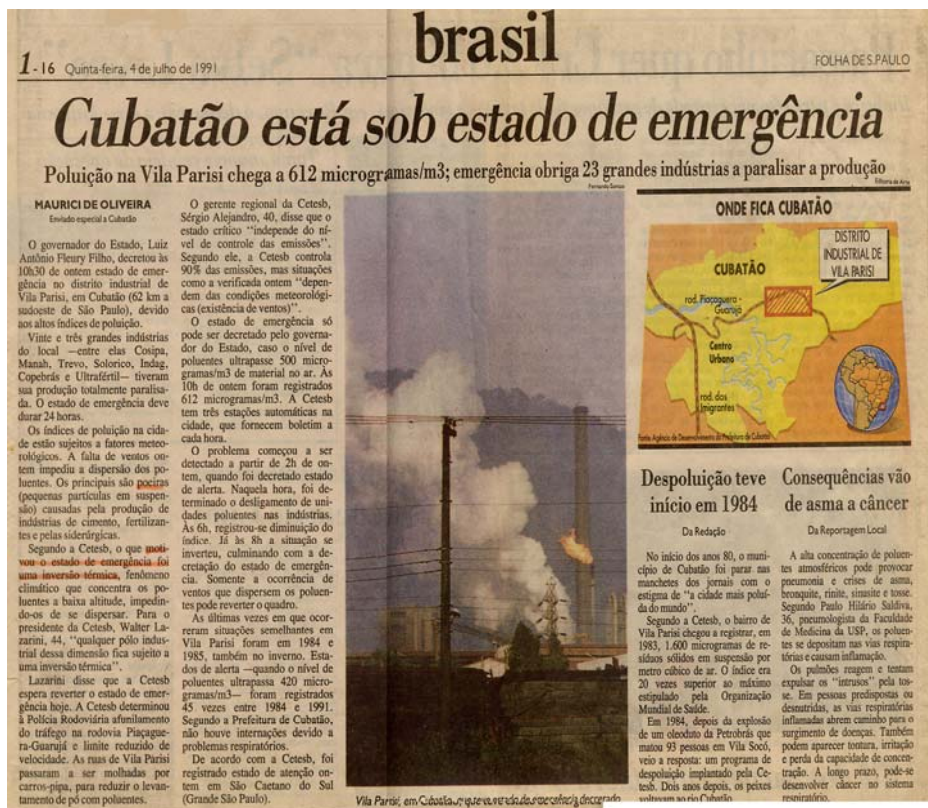 brasil
1-16 Quinta-feira, 4 de julho de 1991
FOLHA DE S.PAULO
Cubatão está sob estado de emergência
Poluição na Vila Parisi chega a 612 microgramas/m3; emergência obriga 23 grandes indústrias a paralisar a produção
MAURICI DE OLIVEIRA
Enviado especial a Cubatão
O governador do Estado, Luiz
Antônio Fleury Filho, decretou às
10h30 de ontem estado de emer-
gência no distrito industrial de
Vila Parisi, em Cubatão (62 km a
sudoeste de São Paulo), devido
aos altos índices de poluição.
Vinte e três grandes indústrias
do local —entre elas Cosipa,
Manah, Trevo, Solorico, Indag,
Copebrás e Ultrafértil— tiveram
sua produção totalmente paralisa-
da. O estado de emergência deve
durar 24 horas.
Os índices de poluição na cida-
de estão sujeitos a fatores meteo-
rológicos. A falta de ventos on-
tem impediu a dispersão dos po-
luentes. Os principais são poeiras
(pequenas partículas em suspen-
são) causadas pela produção de
indústrias de cimento, fertilizan-
tes e pelas siderúrgicas.
Segundo a Cetesb, o que moti-
vou o estado de emergência foi
uma inversão térmica, fenômeno
climático que concentra os po-
luentes a baixa altitude, impedin-
do-os de se dispersar. Para o
presidente da Cetesb, Walter La-
zarini, 44, "qualquer pólo indus-
trial dessa dimensão fica sujeito a
uma inversão térmica".
Lazarini disse que a Cetesb
espera reverter o estado de emer-
gência hoje. A Cetesb determinou
à Polícia Rodoviária afunilamento
do tráfego na rodovia Piaçague-
ra-Guarujá e limite reduzido de
velocidade. As ruas de Vila Parisi
passaram a ser molhadas por
carros-pipa, para reduzir o levan-
tamento de pó com poluentes.
O gerente regional da Cetesb,
Sérgio Alejandro, 40, disse que o
estado crítico "independe do ní-
vel de controle das emissões".
Segundo ele, a Cetesb controla
90% das emissões, mas situações
como a verificada ontem "depen-
dem das condições meteorológi-
cas (existência de ventos)".
O estado de emergência só
pode ser decretado pelo governa-
dor do Estado, caso o nível de
poluentes ultrapasse 500 micro-
gramas/m3 de material no ar. Às
10h de ontem foram registrados
612 microgramas/m3. A Cetesb
tem três estações automáticas na
cidade, que fornecem boletim a
cada hora.
O problema começou a ser
detectado a partir de 2h de on-
tem, quando foi decretado estado
de alerta. Naquela hora, foi de-
terminado o desligamento de uni-
dades poluentes nas indústrias.
Às 6h, registrou-se diminuição do
índice. Já às 8h a situação se
inverteu, culminando com a de-
cretação do estado de emergên-
cia. Somente a ocorrência de
ventos que dispersem os poluen-
tes pode reverter o quadro.
As últimas vezes em que ocor-
reram situações semelhantes em
Vila Parisi foram em 1984 e
1985, também no inverno. Esta-
dos de alerta —quando o nível de
poluentes ultrapassa 420 micro-
gramas/m3— foram registrados
45 vezes entre 1984 e 1991.
Segundo a Prefeitura de Cubatão,
não houve internações devido a
problemas respiratórios.
De acordo com a Cetesb, foi
registrado estado de atenção on-
tem em São Caetano do Sul
(Grande São Paulo).
Vila Parisi, em Cubatão,
Editoria de Arte
ONDE FICA CUBATÃO
DISTRITO
INDUSTRIAL DE
VILA PARISI
CUBATÃO
rod. Piaçaguera-
Guarujá
Centro
Urbano
rod. dos
Imigrantes
Fonte: Agência de Desenvolvimento da Prefeitura de Cubatão
Despoluição teve
início em 1984
Da Redação
No início dos anos 80, o muni-
cípio de Cubatão foi parar nas
manchetes dos jornais com o
estigma de "a cidade mais poluí-
da do mundo".
Segundo a Cetesb, o bairro de
Vila Parisi chegou a registrar, em
1983, 1.600 microgramas de re-
síduos sólidos em suspensão por
metro cúbico de ar. O índice era
20 vezes superior ao máximo
estipulado pela Organização
Mundial de Saúde.
Em 1984, depois da explosão
de um oleoduto da Petrobrás que
matou 93 pessoas em Vila Socó,
veio a resposta: um programa de
despoluição implantado pela Ce-
tesb. Dois anos depois, os peixes
voltavam ao rio Cubatão.
Consequências vão
de asma a câncer
Da Reportagem Local
A alta concentração de poluen-
tes atmosféricos pode provocar
pneumonia e crises de asma,
bronquite, rinite, sinusite e tosse.
Segundo Paulo Hilário Saldiva,
36, pneumologista da Faculdade
de Medicina da USP, os poluen-
tes se depositam nas vias respira-
tórias e causam inflamação.
Os pulmões reagem e tentam
expulsar os "intrusos" pela tos-
se. Em pessoas predispostas ou
desnutridas, as vias respiratórias
inflamadas abrem caminho para o
surgimento de doenças. Também
podem aparecer tontura, irritação
e perda da capacidade de concen-
tração. A longo prazo, pode-se
desenvolver câncer no sistema
respiratório.